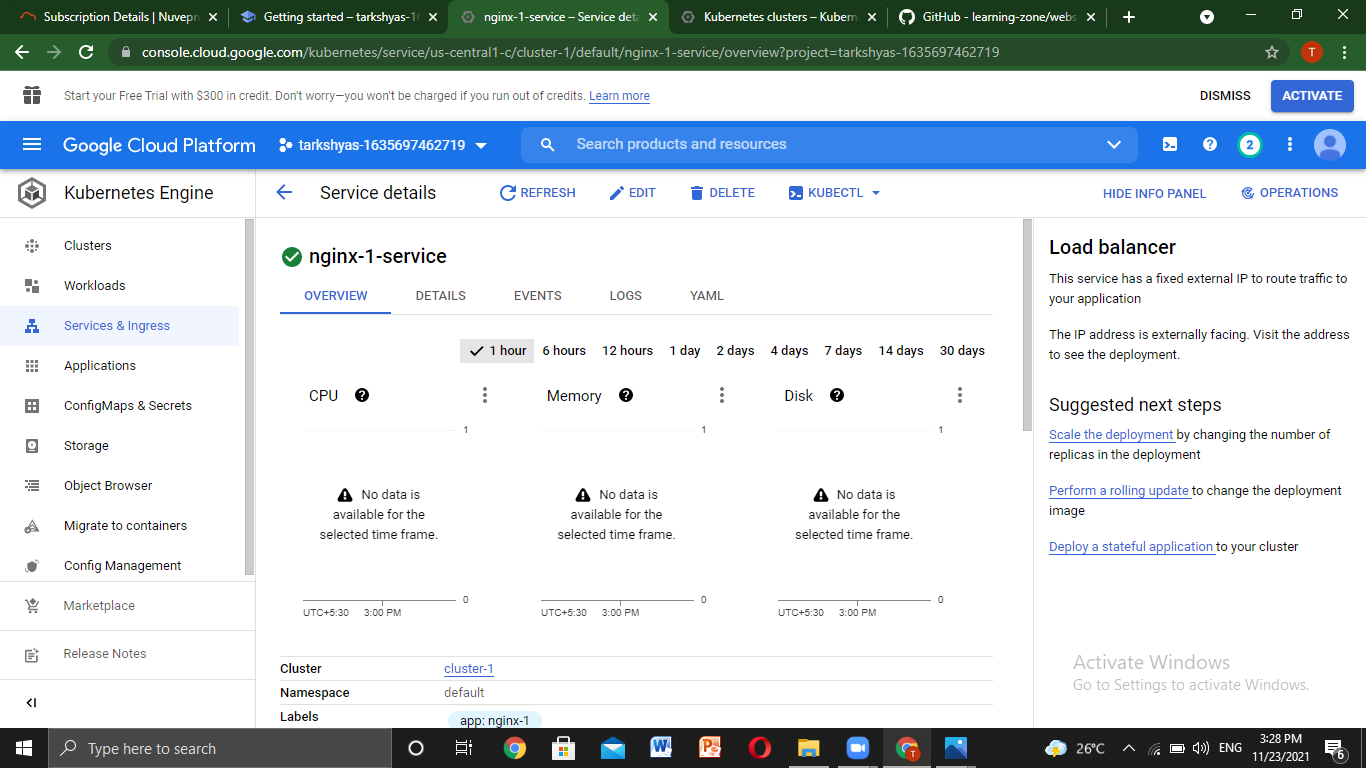 Subscription Details | Nuvepr
Getting started – tarkshyas-16
nginx-1-service – Service deta
Kubernetes clusters – Kubern
GitHub - learning-zone/webs
console.cloud.google.com/kubernetes/service/us-central1-c/cluster-1/default/nginx-1-service/overview?project=tarkshyas-1635697462719
T
Start your Free Trial with $300 in credit. Don't worry—you won't be charged if you run out of credits. Learn more
DISMISS
ACTIVATE
Google Cloud Platform
tarkshyas-1635697462719
Search products and resources
2
Kubernetes Engine
Service details
REFRESH
EDIT
DELETE
KUBECTL
HIDE INFO PANEL
OPERATIONS
Clusters
Workloads
Services & Ingress
Applications
ConfigMaps & Secrets
Storage
Object Browser
Migrate to containers
Config Management
Marketplace
Release Notes
nginx-1-service
OVERVIEW
DETAILS
EVENTS
LOGS
YAML
1 hour
6 hours
12 hours
1 day
2 days
4 days
7 days
14 days
30 days
CPU
1
No data is
available for the
selected time frame.
0
UTC+5:30
3:00 PM
Memory
1
No data is
available for the
selected time frame.
0
UTC+5:30
3:00 PM
Disk
1
No data is
available for the
selected time frame.
0
UTC+5:30
3:00 PM
Cluster
cluster-1
Namespace
default
Labels
app: nginx-1
Load balancer
This service has a fixed external IP to route traffic to
your application
The IP address is externally facing. Visit the address
to see the deployment.
Suggested next steps
Scale the deployment by changing the number of
replicas in the deployment
Perform a rolling update to change the deployment
image
Deploy a stateful application to your cluster
Activate Windows
Go to Settings to activate Windows.
Type here to search
T
26°C
ENG
3:28 PM
11/23/2021
6